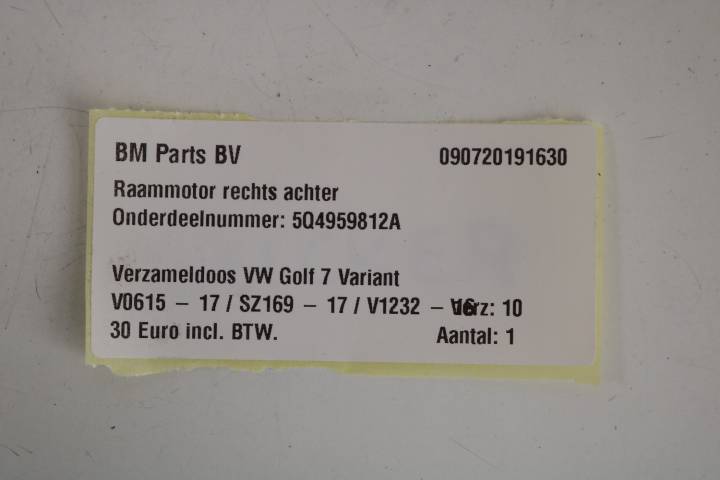 BM Parts BV 090720191630
Raammotor rechts achter
Onderdeelnummer: 5Q4959812A
Verzameldoos VW Golf 7 Variant
V0615 – 17 / SZ169 – 17 / V1232 – 16 Verz: 10
30 Euro incl. BTW. Aantal: 1